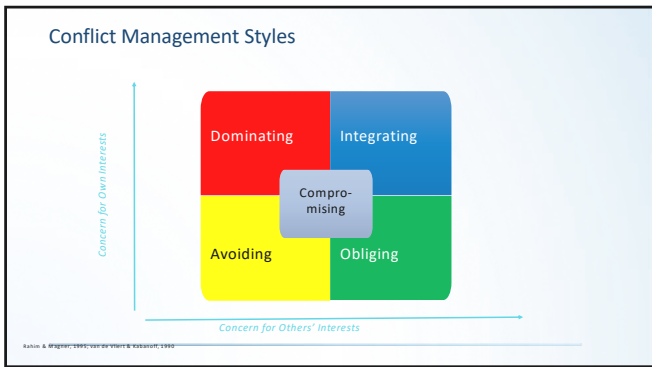 Conflict Management Styles
Concern for Own Interests
Dominating
Integrating
Compro-
mising
Avoiding
Obliging
Concern for Others' Interests
Rahim & Magner, 1995; van de Vliert & Kabanoff, 1990